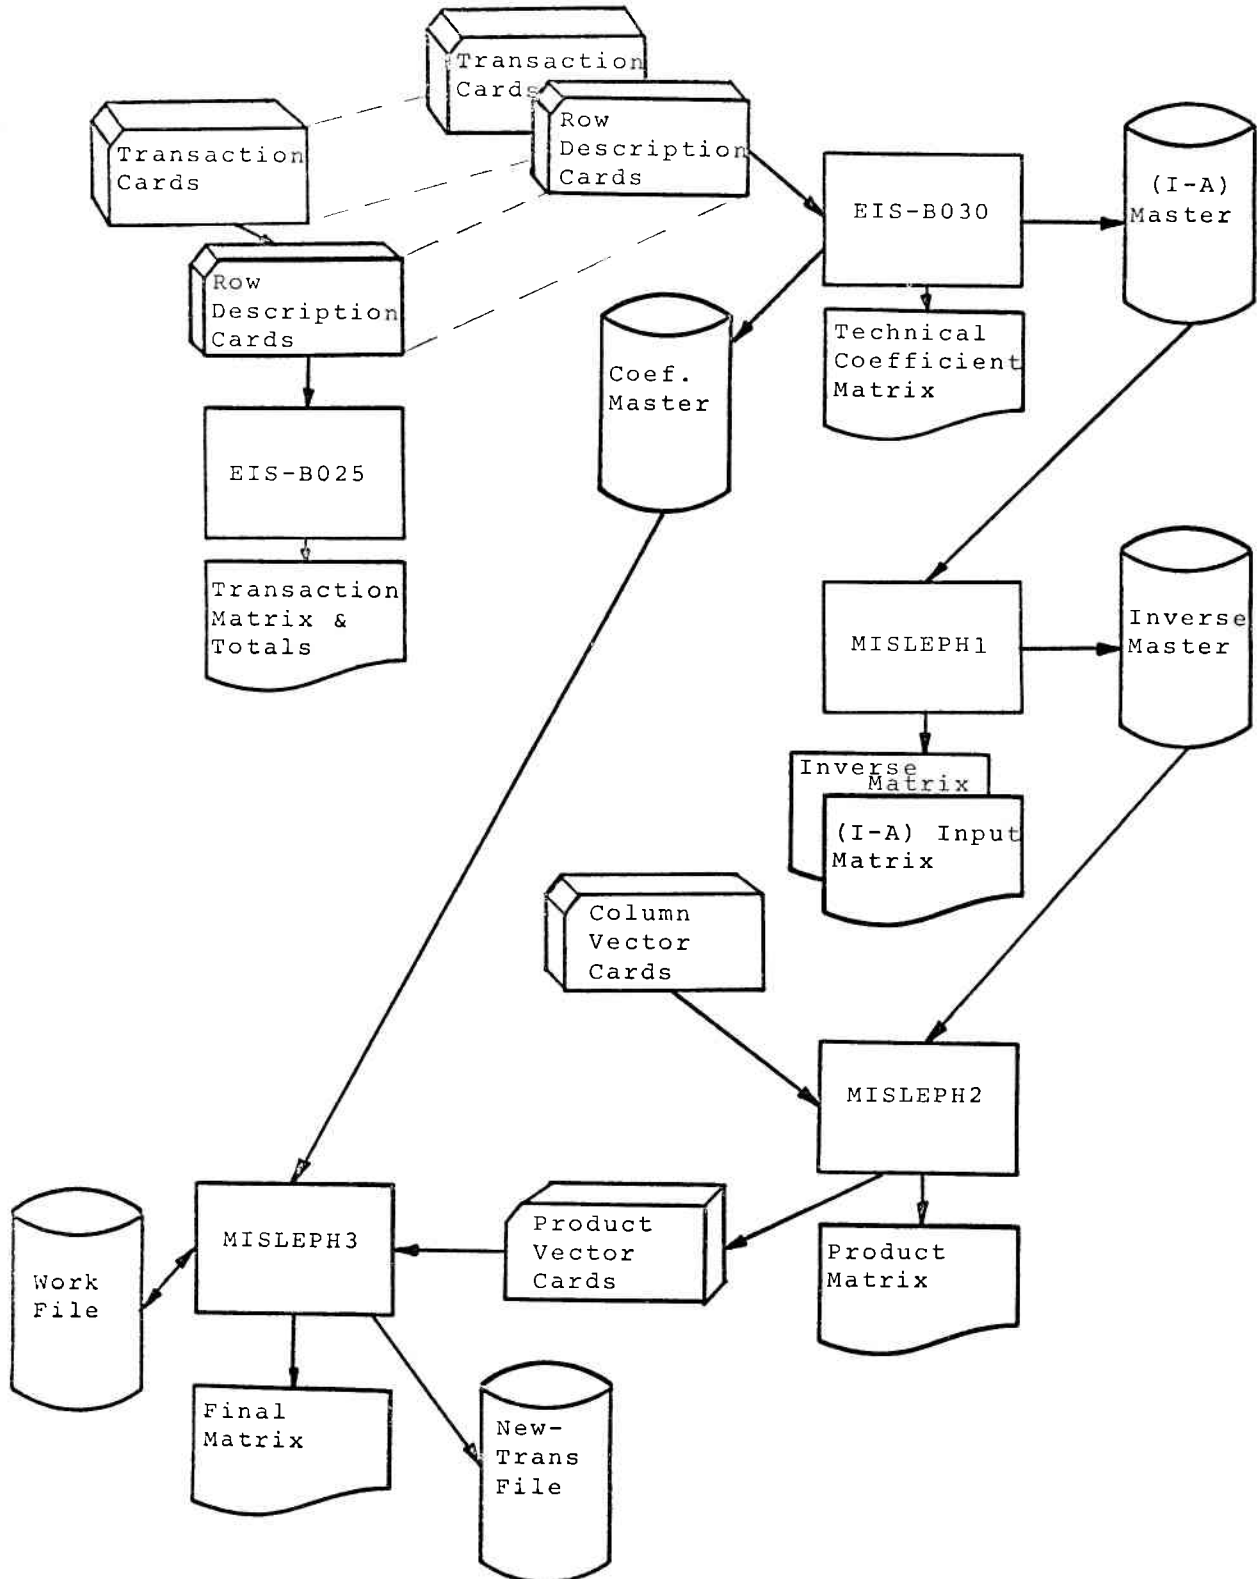 Transaction
Cards
Row
Description
Cards
Transaction
Cards
Row
Description
Cards
EIS-B030
(I-A)
Master
Technical
Coefficient
Matrix
Coef.
Master
EIS-B025
Transaction
Matrix &
Totals
MISLEPH1
Inverse
Master
Inverse
Matrix
(I-A) Input
Matrix
Column
Vector
Cards
MISLEPH2
Product
Matrix
Product
Vector
Cards
MISLEPH3
Work
File
Final
Matrix
New-
Trans
File